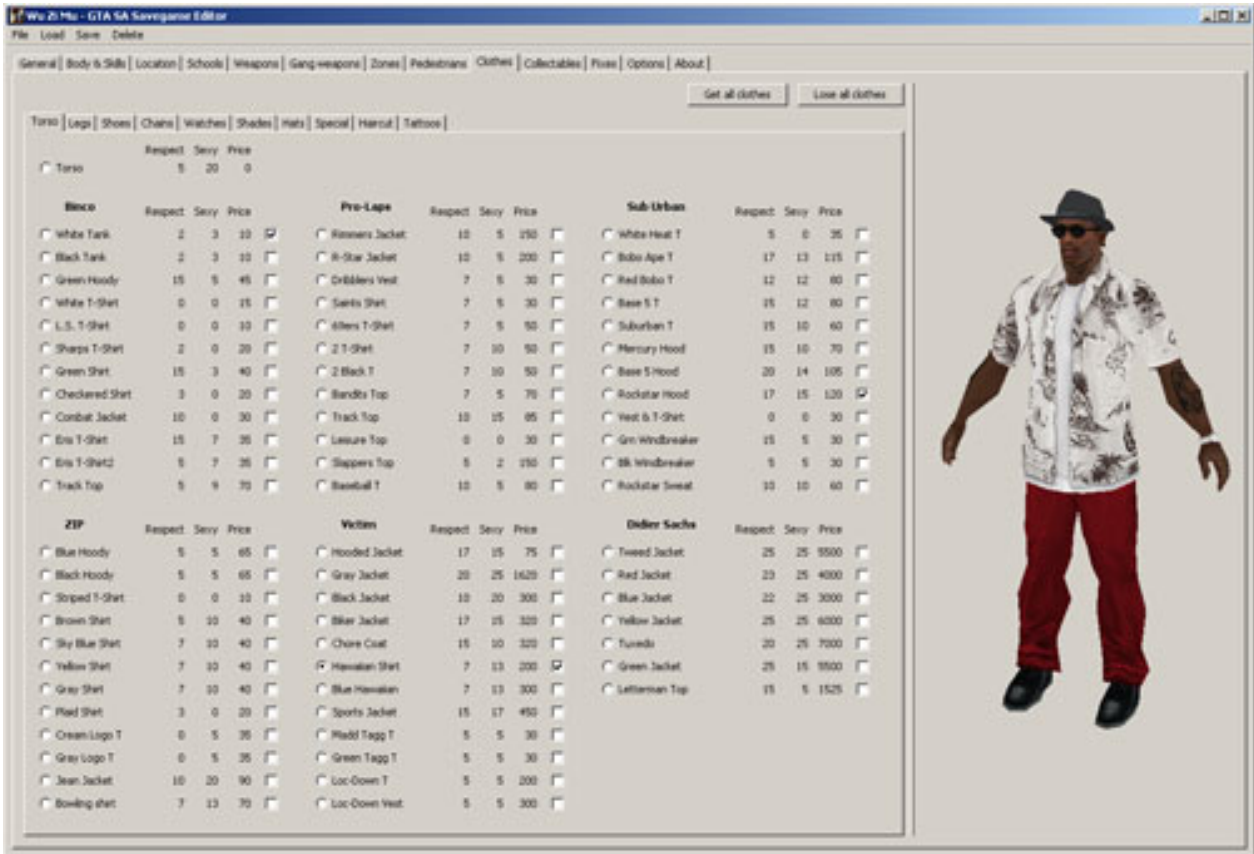 Wu Zi Mu - GTA SA Savegame Editor
File Load Save Delete
General Body & Skills Location Schools Weapons Gang weapons Zones Pedestrians Clothes Collectables Fixes Options About
Get all clothes Lose all clothes
Torso Legs Shoes Chains Watches Shades Hats Special Haircut Tattoos
Respect Sexy Price
Torso 5 20 0
Binco Respect Sexy Price Pro-Laps Respect Sexy Price Sub Urban Respect Sexy Price
White Tank 2 3 10 Rimmers Jacket 10 5 150 White Heat T 5 0 35
Black Tank 2 3 10 R-Star Jacket 10 5 200 Bobo Ape T 17 13 115
Green Hoody 15 5 45 Dribblers Vest 7 5 30 Red Bobo T 12 12 80
White T-Shirt 0 0 15 Saints Shirt 7 5 30 Base 5 T 15 12 80
L.S. T-Shirt 0 0 10 69ers T-Shirt 7 5 50 Suburban T 15 10 60
Sharps T-Shirt 2 0 20 2 T-Shirt 7 10 50 Mercury Hood 15 10 70
Green Shirt 15 3 40 2 Black T 7 10 50 Base 5 Hood 20 14 105
Checkered Shirt 3 0 20 Bandits Top 7 5 70 Rockstar Hood 17 15 120
Combat Jacket 10 0 30 Track Top 10 15 85 Vest & T-Shirt 0 0 30
Eris T-Shirt 15 7 35 Leisure Top 0 0 30 Grn Windbreaker 15 5 30
Eris T-Shirt2 5 7 35 Slappers Top 5 2 150 Blk Windbreaker 5 5 30
Track Top 5 9 70 Baseball T 10 5 80 Rockstar Sweat 10 10 60
ZIP Respect Sexy Price Victim Respect Sexy Price Didier Sachs Respect Sexy Price
Blue Hoody 5 5 65 Hooded Jacket 17 15 75 Tweed Jacket 25 25 5500
Black Hoody 5 5 65 Gray Jacket 20 25 1620 Red Jacket 23 25 4000
Striped T-Shirt 0 0 10 Black Jacket 10 20 300 Blue Jacket 22 25 3000
Brown Shirt 5 10 40 Biker Jacket 17 15 320 Yellow Jacket 25 25 6000
Sky Blue Shirt 7 10 40 Chore Coat 15 10 320 Tuxedo 20 25 7000
Yellow Shirt 7 10 40 Hawaiian Shirt 7 13 200 Green Jacket 25 15 5500
Gray Shirt 7 10 40 Blue Hawaiian 7 13 300 Letterman Top 15 5 1525
Plaid Shirt 3 0 20 Sports Jacket 15 17 450
Cream Logo T 0 5 35 Madd Tagg T 5 5 30
Gray Logo T 0 5 35 Green Tagg T 5 5 30
Jean Jacket 10 20 90 Loc-Down T 5 5 200
Bowling shirt 7 13 70 Loc-Down Vest 5 5 300